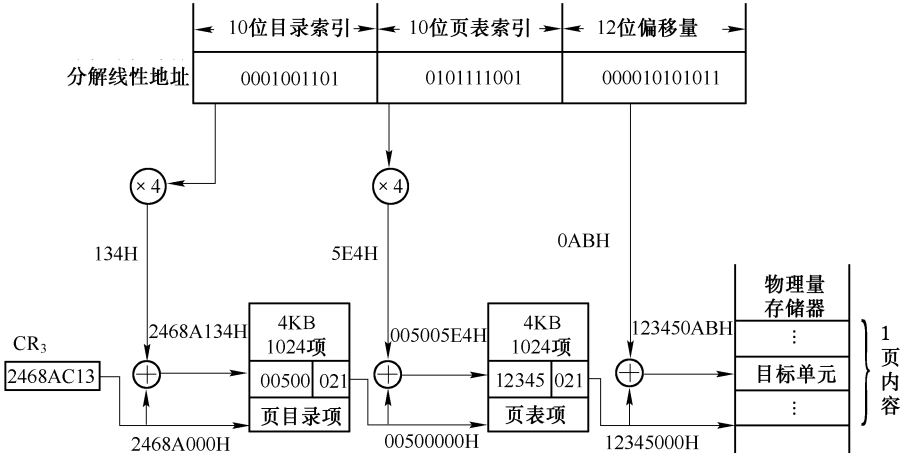 10位目录索引
10位页表索引
12位偏移量
分解线性地址
0001001101
0101111001
000010101011
× 4
× 4
134H
5E4H
0ABH
物理量
存储器
2468A134H
4KB
1024项
005005E4H
4KB
1024项
123450ABH
⋮
1
页
内
容
CR3
2468AC13
00500
021
12345
021
目标单元
页目录项
页表项
⋮
2468A000H
00500000H
12345000H